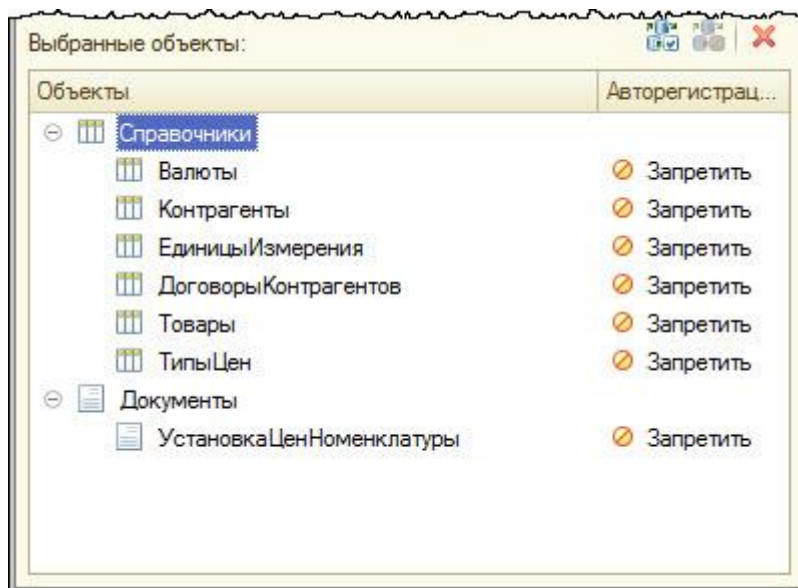 Выбранные объекты:
Объекты Авторегистрац...
Справочники
Валюты Запретить
Контрагенты Запретить
ЕдиницыИзмерения Запретить
ДоговорыКонтрагентов Запретить
Товары Запретить
ТипыЦен Запретить
Документы
УстановкаЦенНоменклатуры Запретить